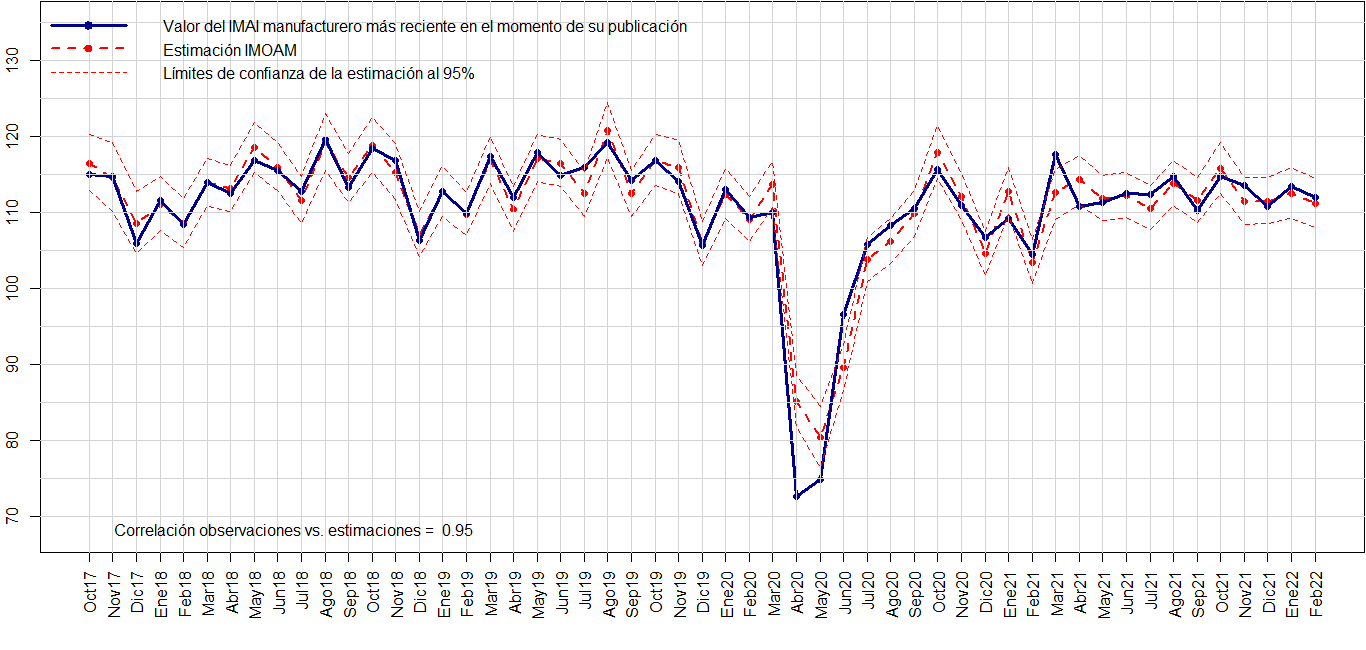 Valor del IMAI manufacturero más reciente en el momento de su publicación
Estimación IMOAM
Límites de confianza de la estimación al 95%
130
120
110
100
90
80
70
Correlación observaciones vs. estimaciones = 0.95
Oct17
Nov17
Dic17
Ene18
Feb18
Mar18
Abr18
May18
Jun18
Jul18
Ago18
Sep18
Oct18
Nov18
Dic18
Ene19
Feb19
Mar19
Abr19
May19
Jun19
Jul19
Ago19
Sep19
Oct19
Nov19
Dic19
Ene20
Feb20
Mar20
Abr20
May20
Jun20
Jul20
Ago20
Sep20
Oct20
Nov20
Dic20
Ene21
Feb21
Mar21
Abr21
May21
Jun21
Jul21
Ago21
Sep21
Oct21
Nov21
Dic21
Ene22
Feb22